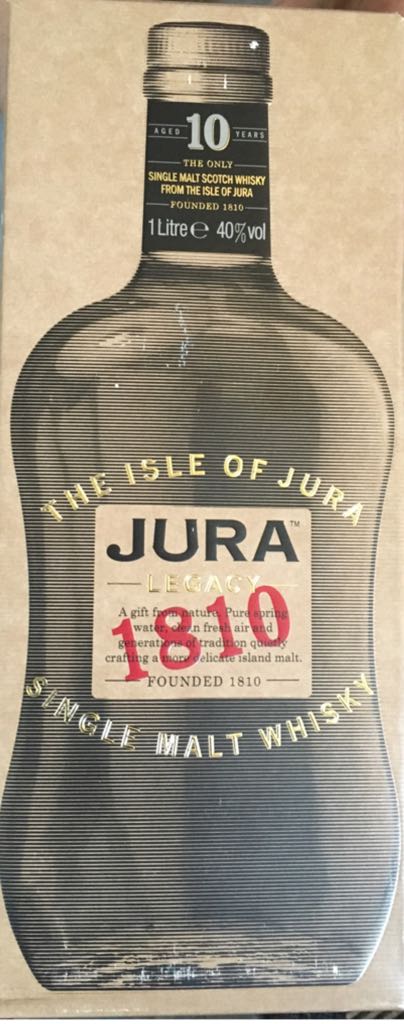 AGED 10 YEARS
THE ONLY
SINGLE MALT SCOTCH WHISKY
FROM THE ISLE OF JURA
FOUNDED 1810
1 Litre ℮ 40%vol
THE ISLE OF JURA
JURA™
LEGACY
1810
A gift from nature. Pure spring
water, clean fresh air and
generations of tradition quietly
crafting a more delicate island malt.
FOUNDED 1810
SINGLE MALT WHISKY